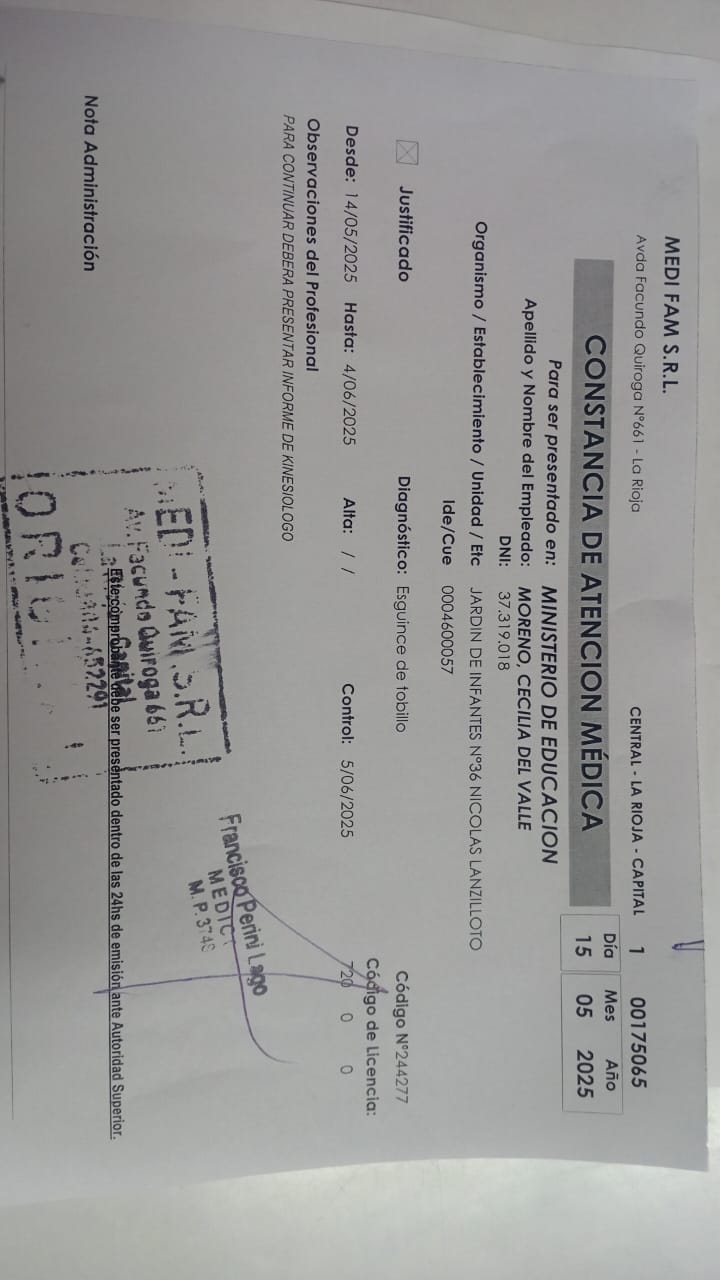 MEDI FAM S.R.L.
CENTRAL - LA RIOJA - CAPITAL 1 00175065
Avda Facundo Quiroga N°661 - La Rioja
CONSTANCIA DE ATENCION MÉDICA
Día Mes Año
15 05 2025
Para ser presentado en: MINISTERIO DE EDUCACION
Apellido y Nombre del Empleado: MORENO, CECILIA DEL VALLE
DNI: 37.319.018
Organismo / Establecimiento / Unidad / Etc JARDIN DE INFANTES N°36 NICOLAS LANZILLOTO
Ide/Cue 0004600057
Justificado Diagnóstico: Esguince de tobillo Código N°244277
Código de Licencia:
Desde: 14/05/2025 Hasta: 4/06/2025 Alta: / / Control: 5/06/2025 720 0 0
Observaciones del Profesional
PARA CONTINUAR DEBERA PRESENTAR INFORME DE KINESIOLOGO
Francisco Perini Lago
MEDICO
M.P.
MEDI-FAM S.R.L.
Av. Facundo Quiroga 661
Capital
Este comprobante debe ser presentado dentro de las 24hs de emisión ante Autoridad Superior.
Nota Administración